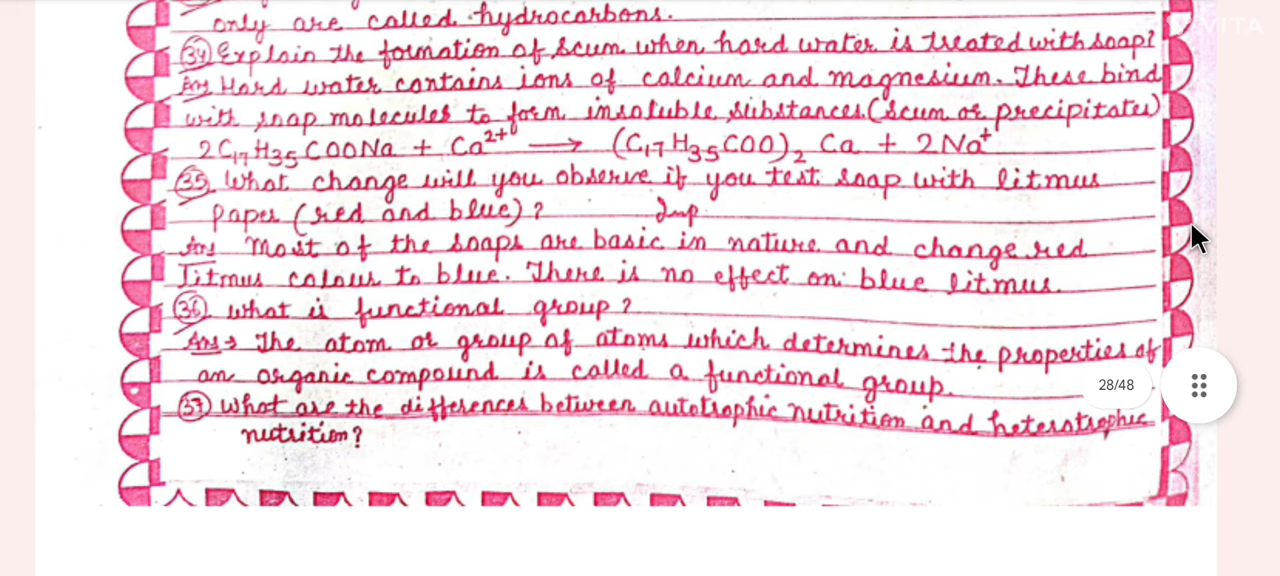 only are called hydrocarbons.
VITA
(34) Explain the formation of scum when hard water is treated with soap?
Ans Hard water contains ions of calcium and magnesium. These bind
with soap molecules to form insoluble substances (scum or precipitates)
2C₁₇H₃₅COONa + Ca²⁺ → (C₁₇H₃₅COO)₂ Ca + 2Na⁺
(35). What change will you observe if you test soap with litmus
paper (red and blue)? Imp.
Ans Most of the soaps are basic in nature and change red
litmus colour to blue. There is no effect on blue litmus.
(36). what is functional group?
Ans→ The atom or group of atoms which determines the properties of
an organic compound is called a functional group.
28/48
(37) What are the differences between autotrophic nutrition and heterotrophic
nutrition?